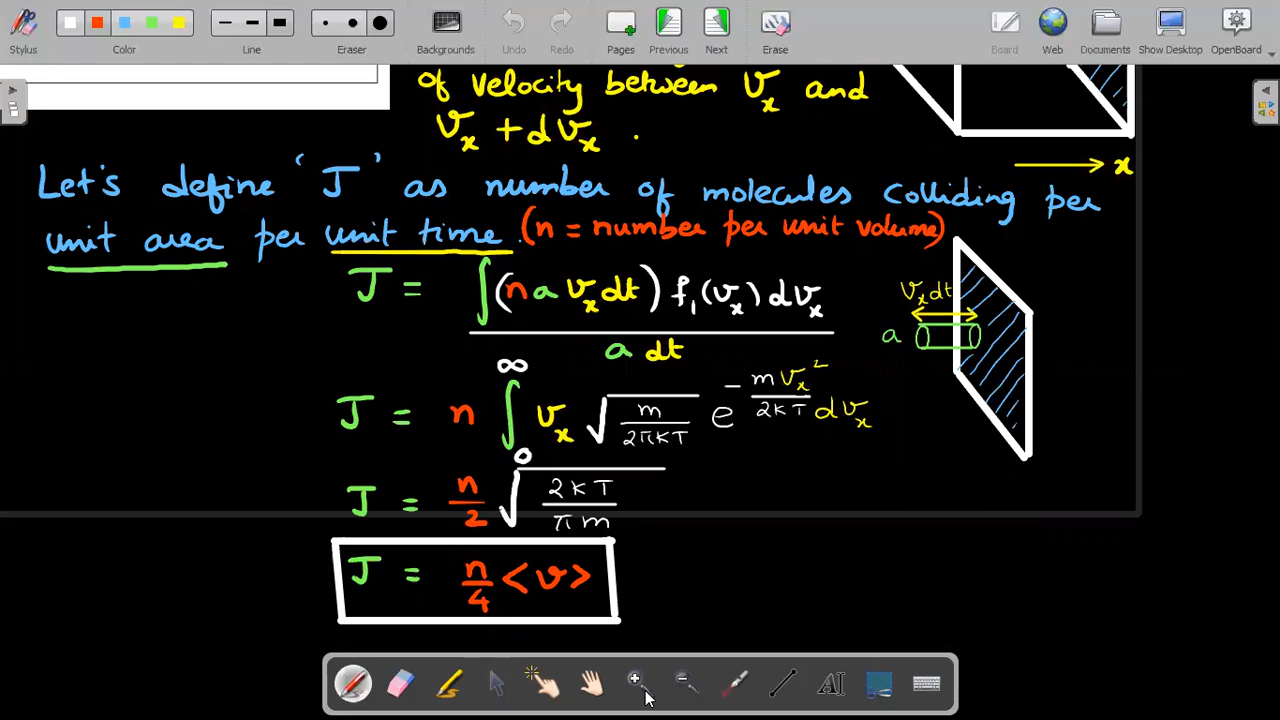 Stylus Color Line Eraser Backgrounds Undo Redo Pages Previous Next Erase Board Web Documents Show Desktop OpenBoard
of velocity between vₓ and
vₓ + dvₓ .
→ x
Let's define 'J' as number of molecules colliding per
unit area per unit time. (n = number per unit volume)
J = ∫(n a vₓ dt) f₁(vₓ) dvₓ / a dt
vₓdt
a
J = n ∫₀^∞ vₓ √(m/2πKT) e^(-mvₓ²/2KT) dvₓ
J = n/2 √(2KT/πm)
J = n/4 <v>
AI